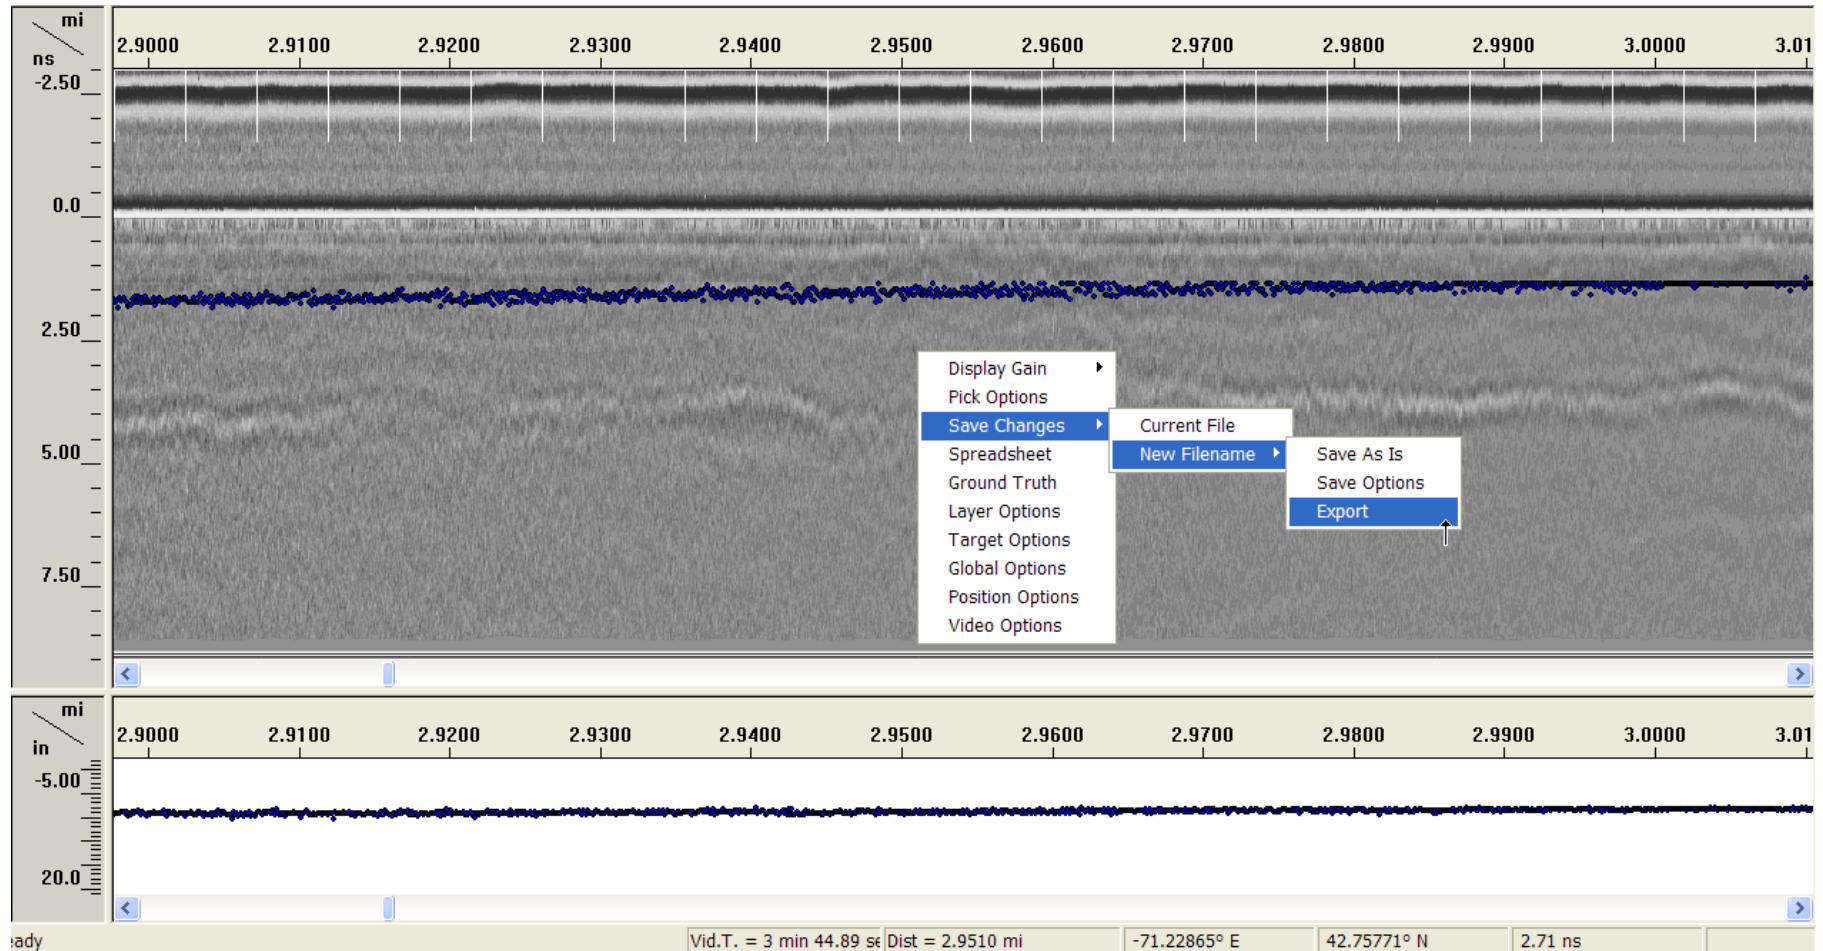 mi
ns
2.9000 2.9100 2.9200 2.9300 2.9400 2.9500 2.9600 2.9700 2.9800 2.9900 3.0000 3.01
-2.50
0.0
2.50
5.00
7.50
Display Gain
Pick Options
Save Changes
Spreadsheet
Ground Truth
Layer Options
Target Options
Global Options
Position Options
Video Options
Current File
New Filename
Save As Is
Save Options
Export
mi
in
2.9000 2.9100 2.9200 2.9300 2.9400 2.9500 2.9600 2.9700 2.9800 2.9900 3.0000 3.01
-5.00
20.0
eady Vid.T. = 3 min 44.89 se Dist = 2.9510 mi -71.22865° E 42.75771° N 2.71 ns